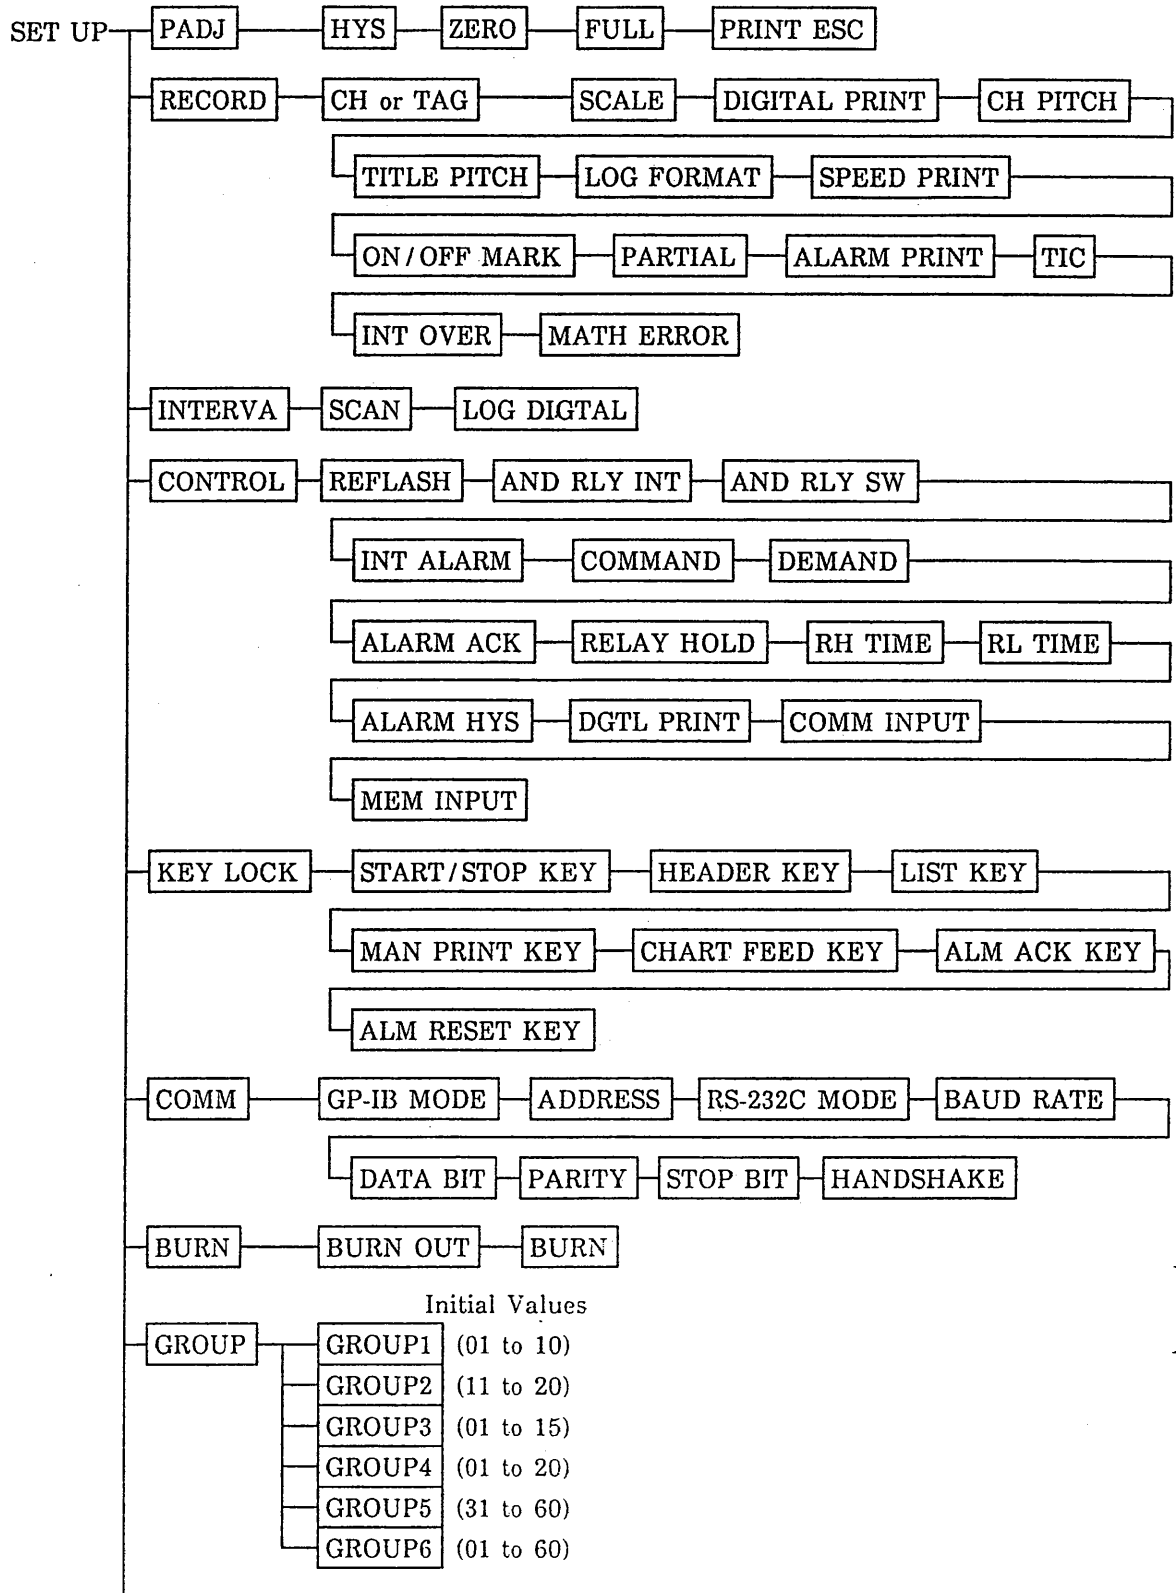 SET UP PADJ HYS ZERO FULL PRINT ESC
RECORD CH or TAG SCALE DIGITAL PRINT CH PITCH
TITLE PITCH LOG FORMAT SPEED PRINT
ON/OFF MARK PARTIAL ALARM PRINT TIC
INT OVER MATH ERROR
INTERVA SCAN LOG DIGTAL
CONTROL REFLASH AND RLY INT AND RLY SW
INT ALARM COMMAND DEMAND
ALARM ACK RELAY HOLD RH TIME RL TIME
ALARM HYS DGTL PRINT COMM INPUT
MEM INPUT
KEY LOCK START/STOP KEY HEADER KEY LIST KEY
MAN PRINT KEY CHART FEED KEY ALM ACK KEY
ALM RESET KEY
COMM GP-IB MODE ADDRESS RS-232C MODE BAUD RATE
DATA BIT PARITY STOP BIT HANDSHAKE
BURN BURN OUT BURN
Initial Values
GROUP GROUP1 (01 to 10)
GROUP2 (11 to 20)
GROUP3 (01 to 15)
GROUP4 (01 to 20)
GROUP5 (31 to 60)
GROUP6 (01 to 60)